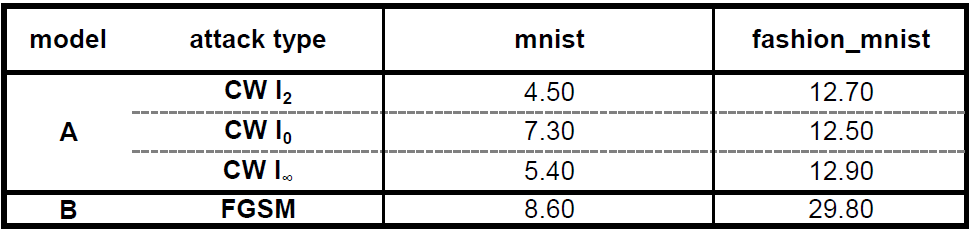 model attack type mnist fashion_mnist
CW l₂ 4.50 12.70
A CW l₀ 7.30 12.50
CW l∞ 5.40 12.90
B FGSM 8.60 29.80